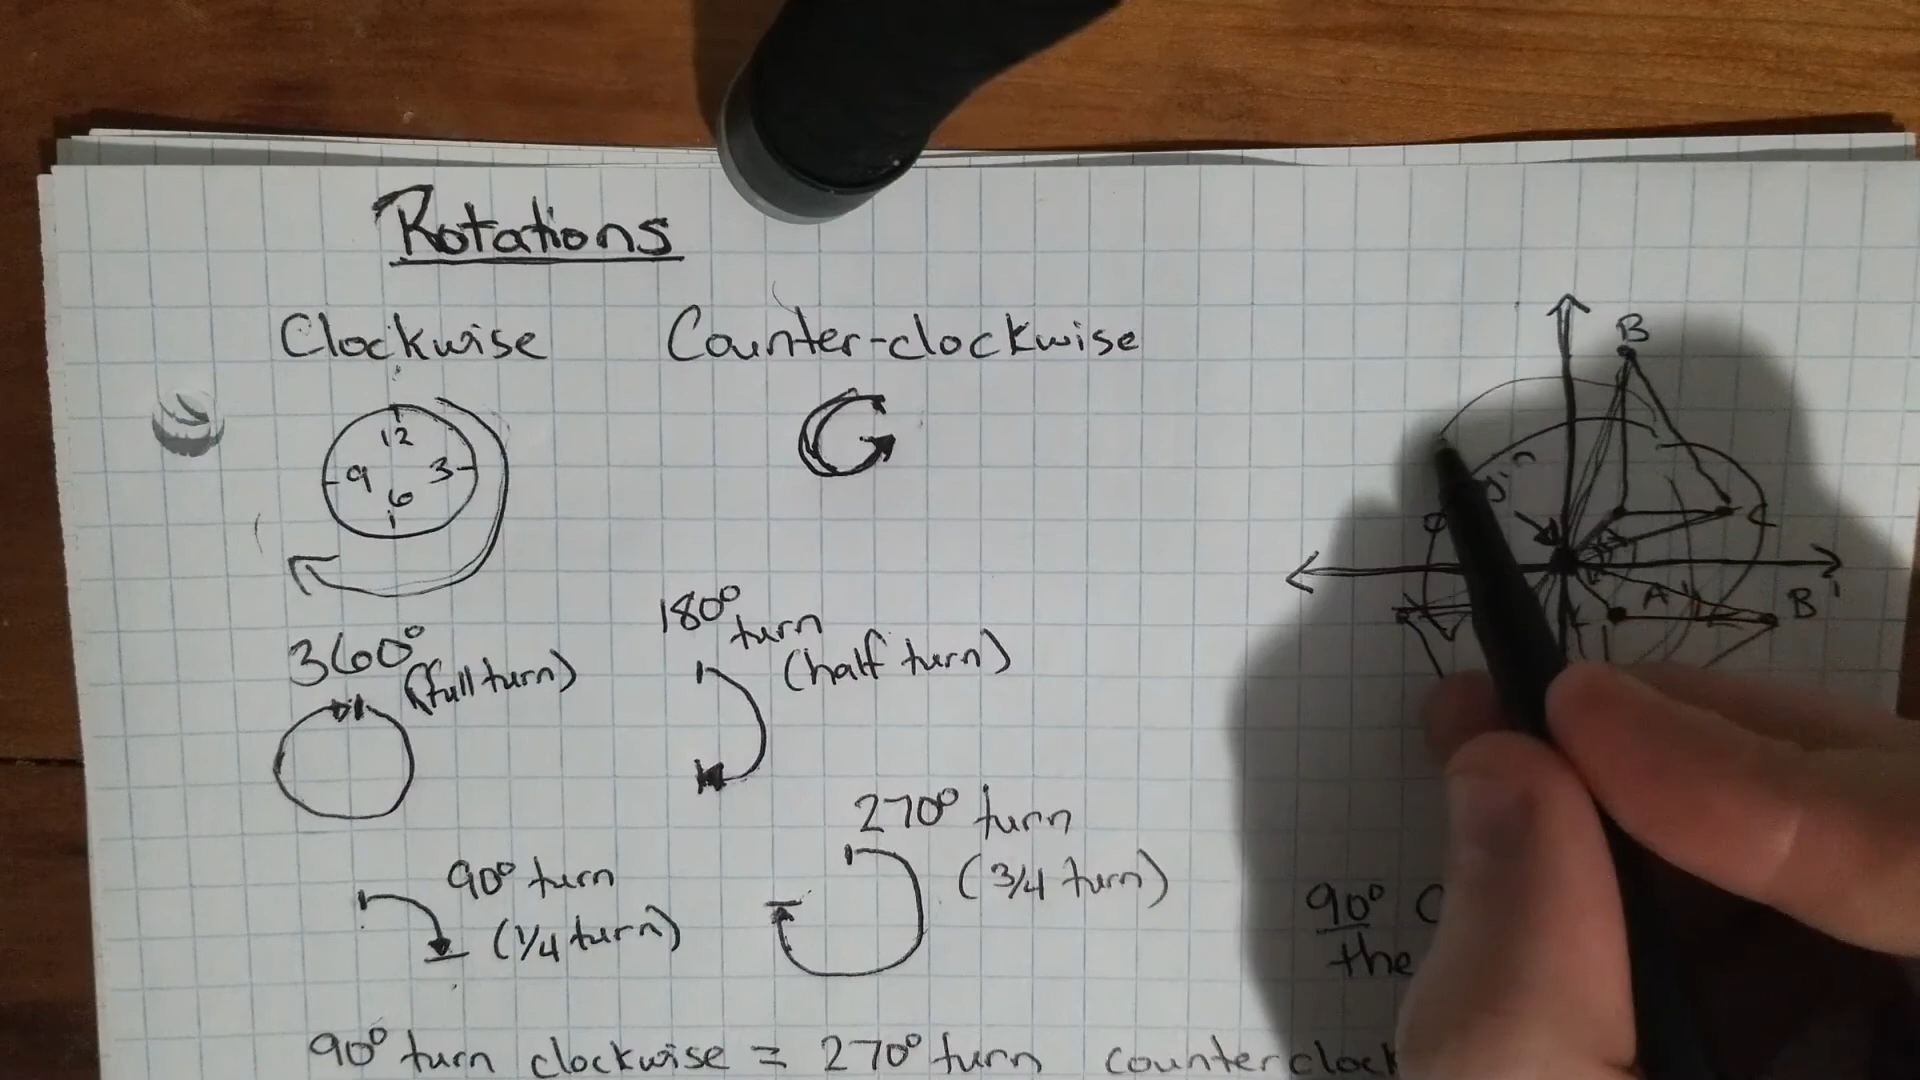 Rotations
Clockwise
Counter-clockwise
12
9 3
6
360°
(full turn)
180°
turn
(half turn)
90° turn
(1/4 turn)
270° turn
(3/4 turn)
90° turn clockwise = 270° turn
B
C
A
B'
90°
the